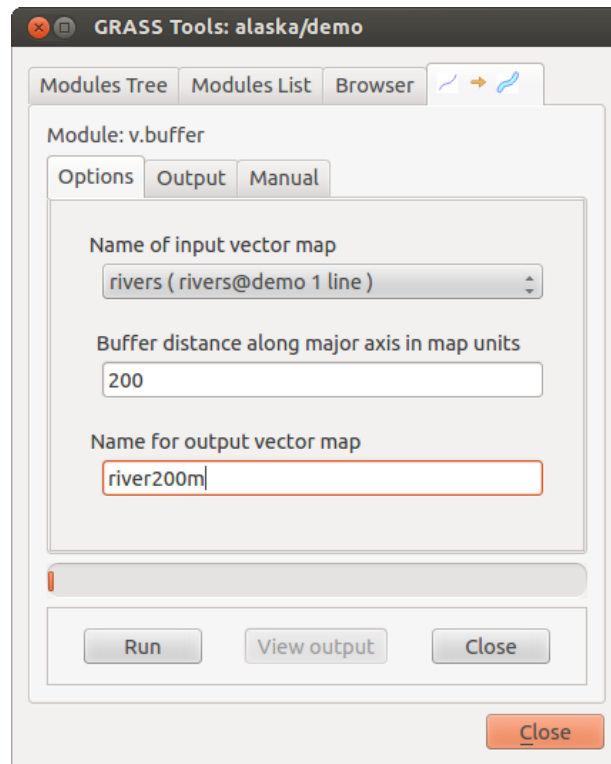 GRASS Tools: alaska/demo
Modules Tree Modules List Browser
Module: v.buffer
Options Output Manual
Name of input vector map
rivers ( rivers@demo 1 line )
Buffer distance along major axis in map units
200
Name for output vector map
river200m
Run View output Close
Close